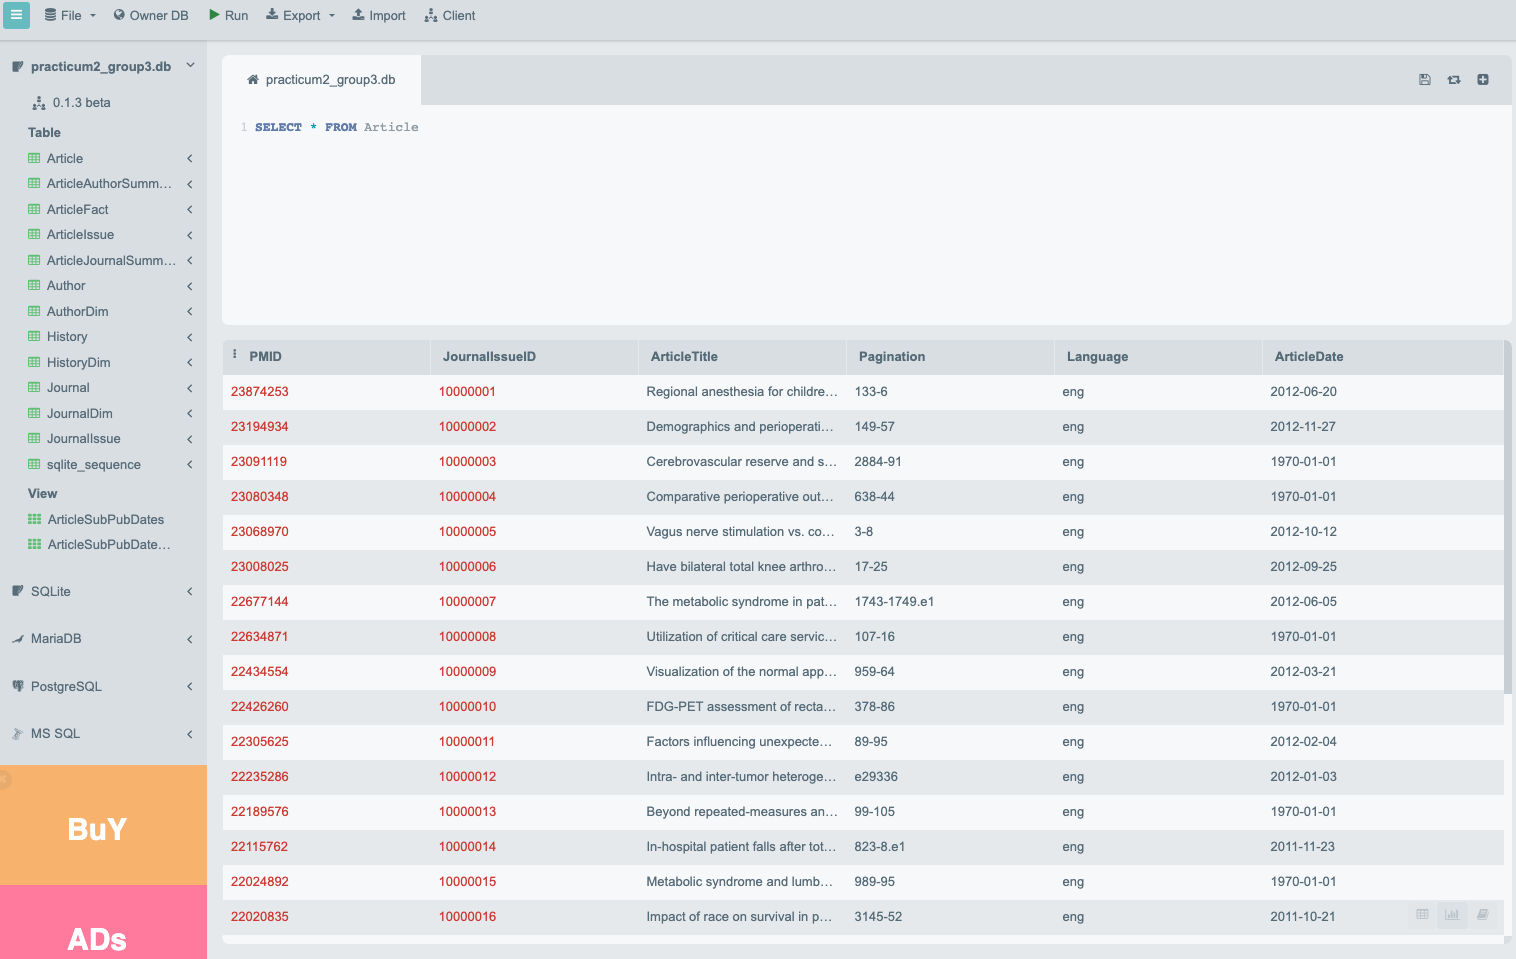 File Owner DB Run Export Import Client
practicum2_group3.db
0.1.3 beta
Table
Article
ArticleAuthorSumm...
ArticleFact
ArticleIssue
ArticleJournalSumm...
Author
AuthorDim
History
HistoryDim
Journal
JournalDim
JournalIssue
sqlite_sequence
View
ArticleSubPubDates
ArticleSubPubDate...
SQLite
MariaDB
PostgreSQL
MS SQL
BuY
ADs
practicum2_group3.db
1 SELECT * FROM Article
PMID JournalIssueID ArticleTitle Pagination Language ArticleDate
23874253 10000001 Regional anesthesia for childre... 133-6 eng 2012-06-20
23194934 10000002 Demographics and perioperati... 149-57 eng 2012-11-27
23091119 10000003 Cerebrovascular reserve and s... 2884-91 eng 1970-01-01
23080348 10000004 Comparative perioperative out... 638-44 eng 1970-01-01
23068970 10000005 Vagus nerve stimulation vs. co... 3-8 eng 2012-10-12
23008025 10000006 Have bilateral total knee arthro... 17-25 eng 2012-09-25
22677144 10000007 The metabolic syndrome in pat... 1743-1749.e1 eng 2012-06-05
22634871 10000008 Utilization of critical care servic... 107-16 eng 1970-01-01
22434554 10000009 Visualization of the normal app... 959-64 eng 2012-03-21
22426260 10000010 FDG-PET assessment of recta... 378-86 eng 1970-01-01
22305625 10000011 Factors influencing unexpecte... 89-95 eng 2012-02-04
22235286 10000012 Intra- and inter-tumor heteroge... e29336 eng 2012-01-03
22189576 10000013 Beyond repeated-measures an... 99-105 eng 1970-01-01
22115762 10000014 In-hospital patient falls after tot... 823-8.e1 eng 2011-11-23
22024892 10000015 Metabolic syndrome and lumb... 989-95 eng 1970-01-01
22020835 10000016 Impact of race on survival in p... 3145-52 eng 2011-10-21